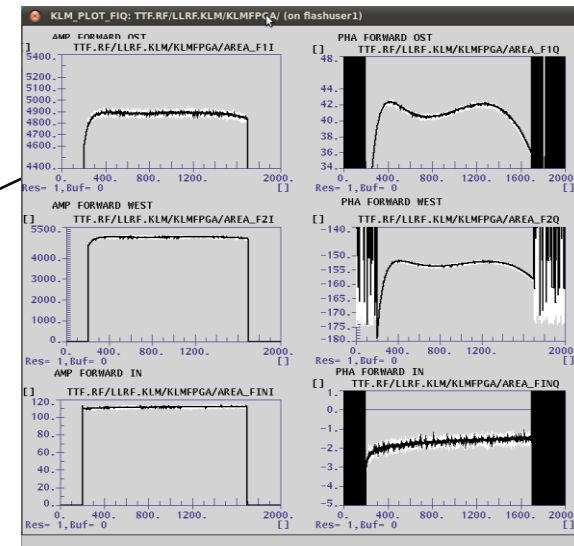 KLM_PLOT_FIQ: TTF.RF/LLRF.KLM/KLMFPGA/ (on flashuser1)
AMP FORWARD OST
[] TTF.RF/LLRF.KLM/KLMFPGA/AREA_F1I
5400.
5200.
5100.
5000.
4900.
4800.
4700.
4600.
4400.
0. 400. 800. 1200. 2000.
Res= 1,Buf= 0 []
PHA FORWARD OST
[] TTF.RF/LLRF.KLM/KLMFPGA/AREA_F1Q
48.
44.
42.
40.
38.
36.
34.
0. 400. 800. 1200. 2000.
Res= 1,Buf= 0 []
AMP FORWARD WEST
[] TTF.RF/LLRF.KLM/KLMFPGA/AREA_F2I
5500.
4000.
3000.
2000.
1000.
0.
0. 400. 800. 1200. 2000.
Res= 1,Buf= 0 []
PHA FORWARD WEST
[] TTF.RF/LLRF.KLM/KLMFPGA/AREA_F2Q
-140.
-150.
-155.
-160.
-165.
-170.
-175.
-180.
0. 400. 800. 1200. 2000.
Res= 1,Buf= 0 []
AMP FORWARD IN
[] TTF.RF/LLRF.KLM/KLMFPGA/AREA_FINI
120.
100.
80.
60.
40.
20.
0.
0. 400. 800. 1200. 2000.
Res= 1,Buf= 0 []
PHA FORWARD IN
[] TTF.RF/LLRF.KLM/KLMFPGA/AREA_FINQ
1.
0.
-1.
-2.
-3.
-4.
-5.
0. 400. 800. 1200. 1600. 2000.
Res= 1,Buf= 0 []